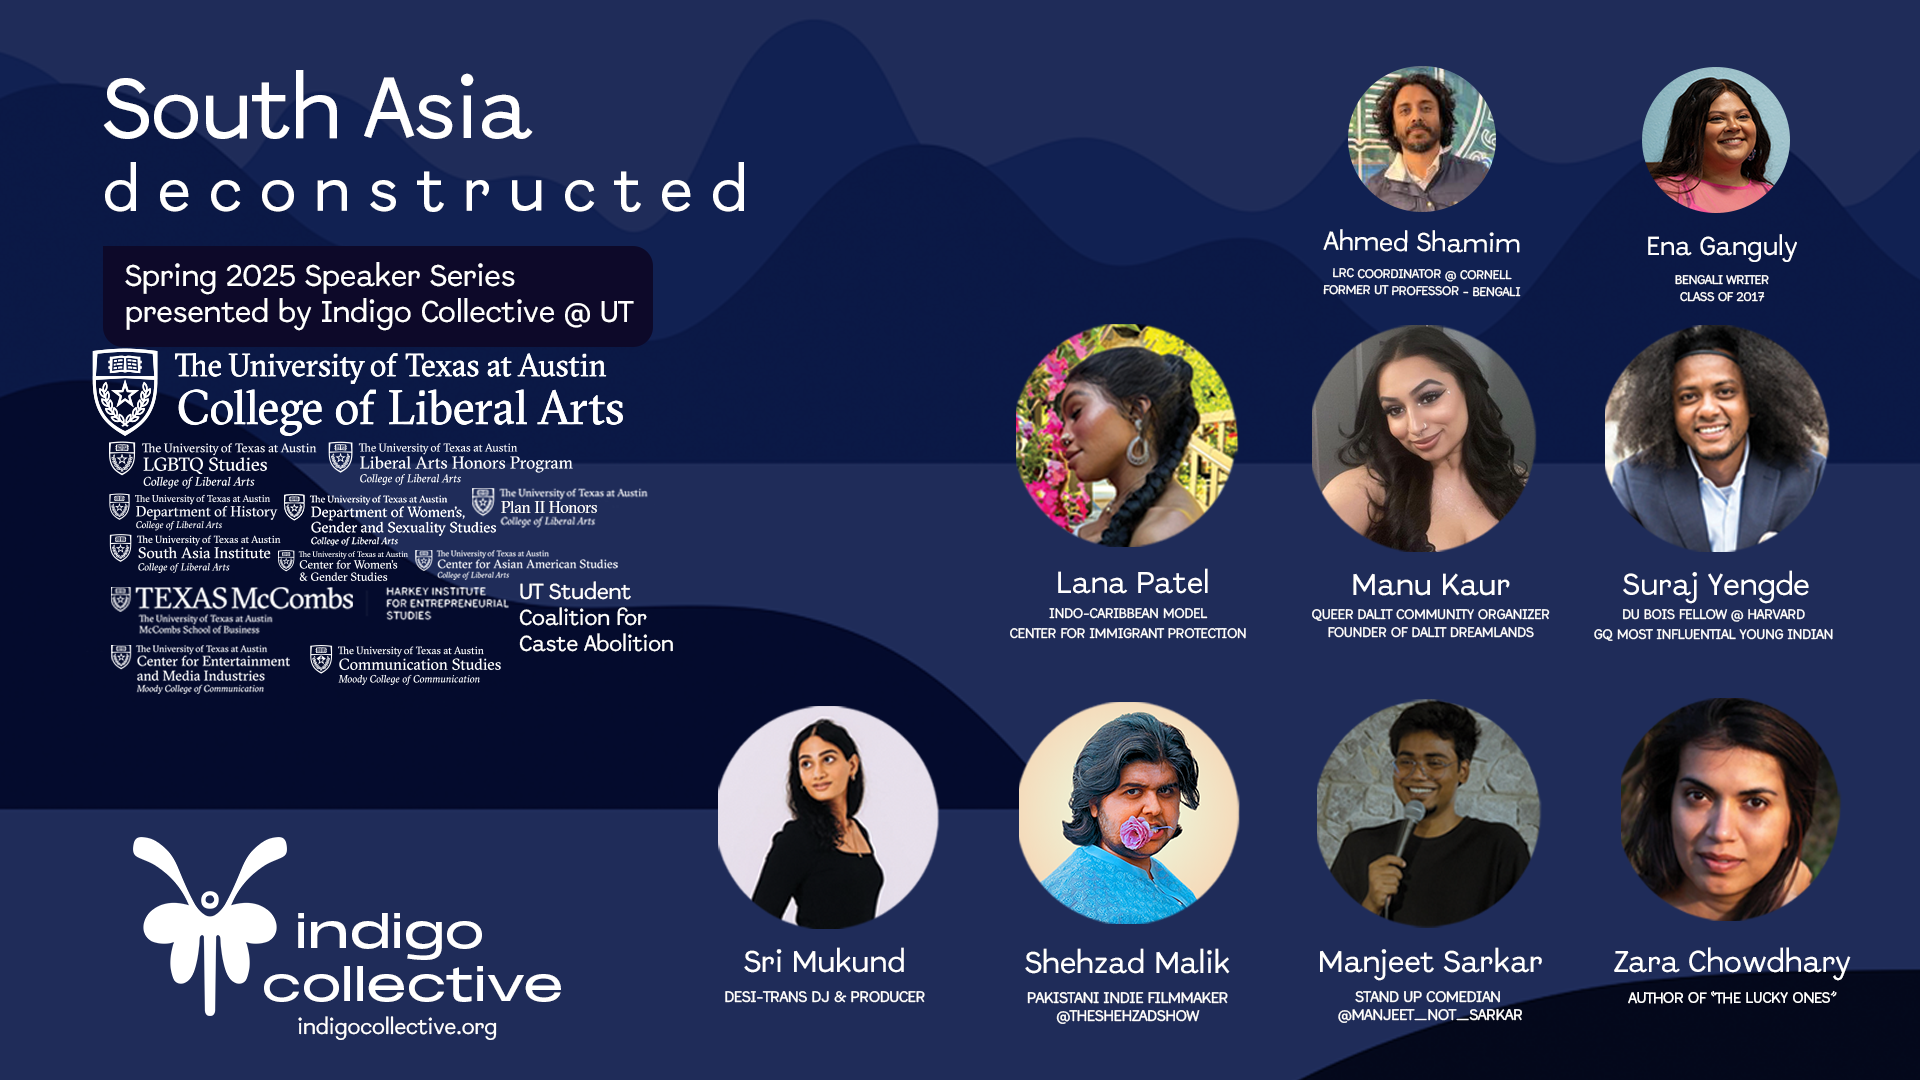 South Asia
deconstructed
Spring 2025 Speaker Series
presented by Indigo Collective @ UT
The University of Texas at Austin
College of Liberal Arts
The University of Texas at Austin
LGBTQ Studies
College of Liberal Arts
The University of Texas at Austin
Liberal Arts Honors Program
College of Liberal Arts
The University of Texas at Austin
Department of History
College of Liberal Arts
The University of Texas at Austin
Department of Women's,
Gender and Sexuality Studies
College of Liberal Arts
The University of Texas at Austin
Plan II Honors
College of Liberal Arts
The University of Texas at Austin
South Asia Institute
College of Liberal Arts
The University of Texas at Austin
Center for Women's
& Gender Studies
The University of Texas at Austin
Center for Asian American Studies
College of Liberal Arts
TEXAS McCombs
The University of Texas at Austin
McCombs School of Business
HARKEY INSTITUTE
FOR ENTREPRENEURIAL
STUDIES
UT Student
Coalition for
Caste Abolition
The University of Texas at Austin
Center for Entertainment
and Media Industries
Moody College of Communication
The University of Texas at Austin
Communication Studies
Moody College of Communication
indigo
collective
indigocollective.org
Ahmed Shamim
LRC COORDINATOR @ CORNELL
FORMER UT PROFESSOR - BENGALI
Ena Ganguly
BENGALI WRITER
CLASS OF 2017
Lana Patel
INDO-CARIBBEAN MODEL
CENTER FOR IMMIGRANT PROTECTION
Manu Kaur
QUEER DALIT COMMUNITY ORGANIZER
FOUNDER OF DALIT DREAMLANDS
Suraj Yengde
DU BOIS FELLOW @ HARVARD
GQ MOST INFLUENTIAL YOUNG INDIAN
Sri Mukund
DESI-TRANS DJ & PRODUCER
Shehzad Malik
PAKISTANI INDIE FILMMAKER
@THESHEHZADSHOW
Manjeet Sarkar
STAND UP COMEDIAN
@MANJEET_NOT_SARKAR
Zara Chowdhary
AUTHOR OF "THE LUCKY ONES"